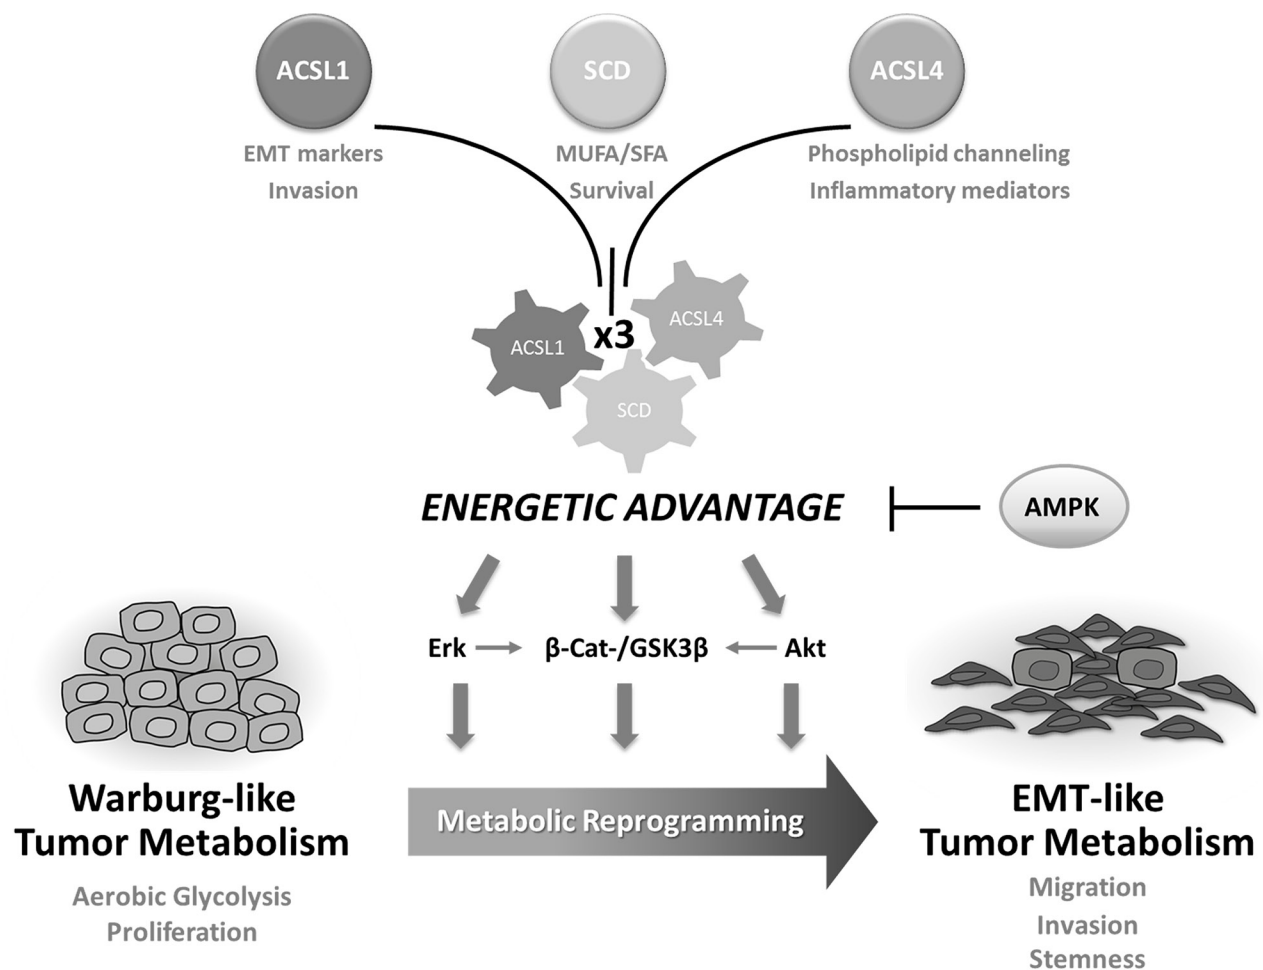 ACSL1
SCD
ACSL4
EMT markers
Invasion
MUFA/SFA
Survival
Phospholipid channeling
Inflammatory mediators
ACSL1
x3
ACSL4
SCD
ENERGETIC ADVANTAGE
AMPK
Erk
β-Cat-/GSK3β
Akt
Warburg-like
Tumor Metabolism
Aerobic Glycolysis
Proliferation
Metabolic Reprogramming
EMT-like
Tumor Metabolism
Migration
Invasion
Stemness